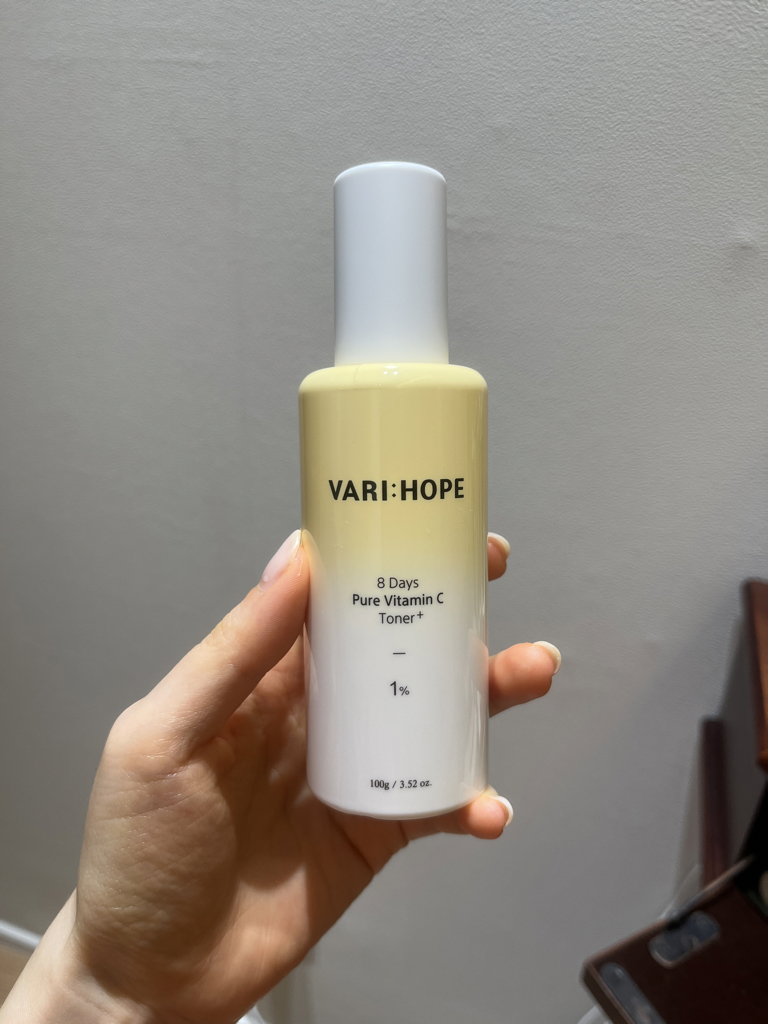 VARI:HOPE
8 Days
Pure Vitamin C
Toner+
1%
100g / 3.52 oz.